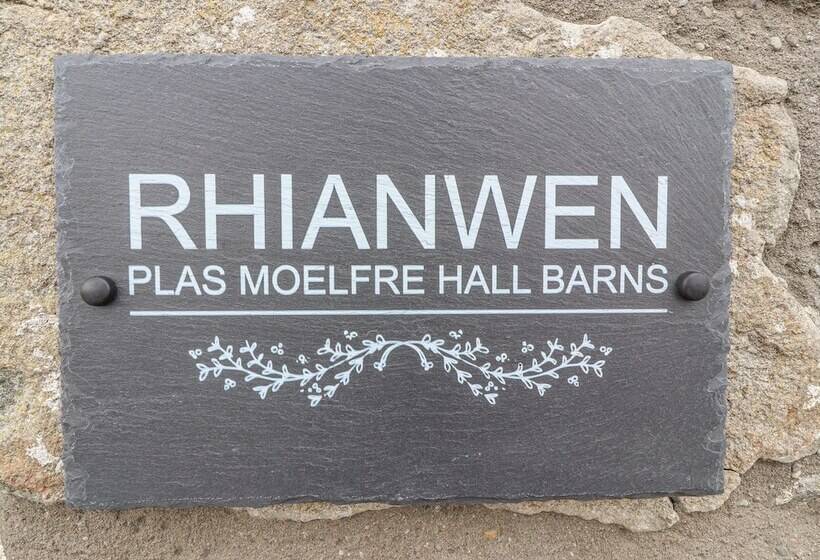 RHIANWEN
PLAS MOELFRE HALL BARNS